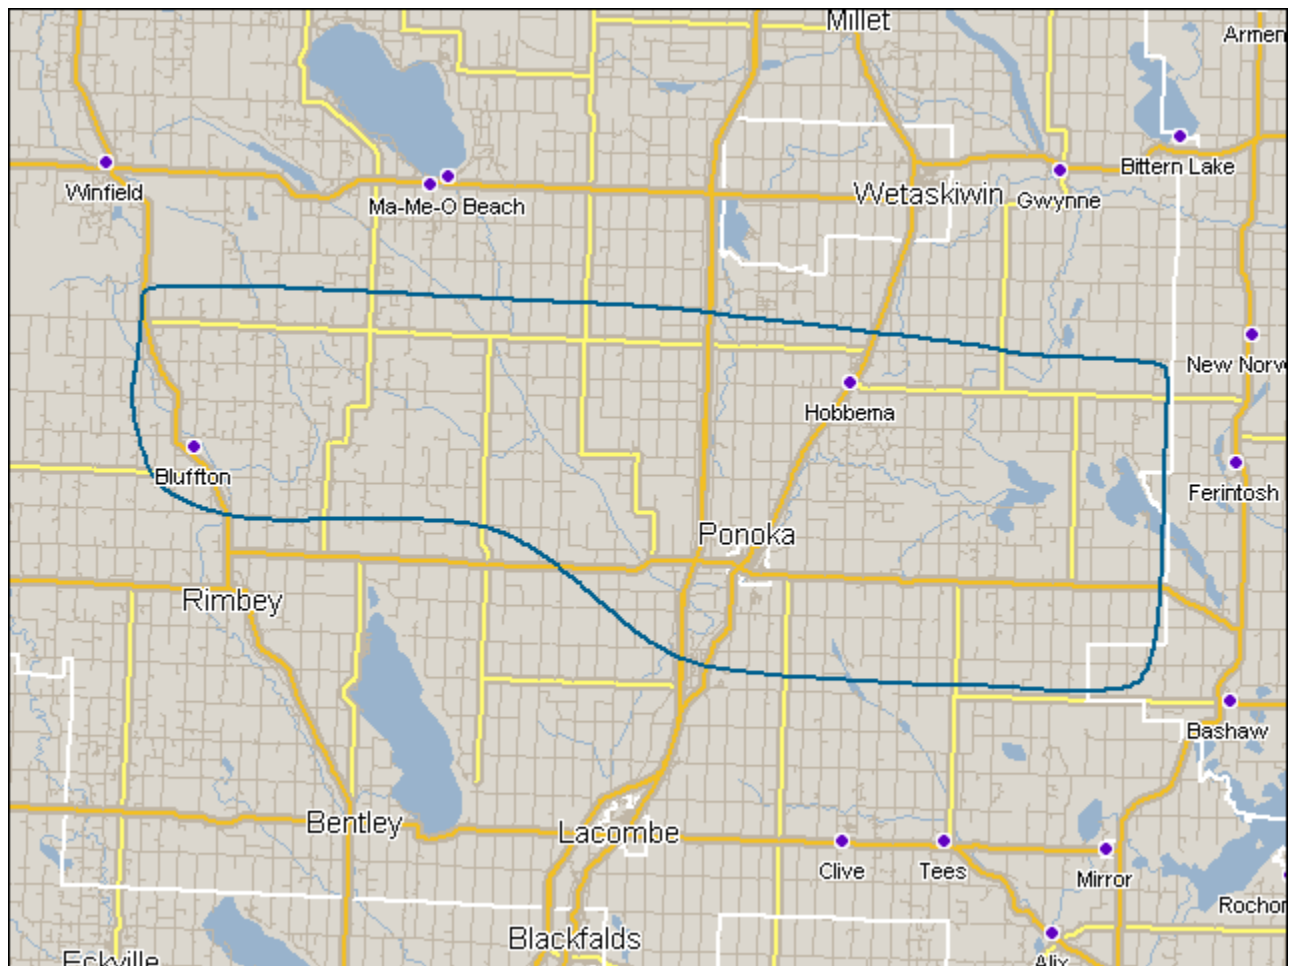 Millet
Armen
Bittern Lake
Winfield
Ma-Me-O Beach
Wetaskiwin
Gwynne
New Norw
Hobbema
Bluffton
Ferintosh
Ponoka
Rimbey
Bashaw
Bentley
Lacombe
Clive
Tees
Mirror
Rochon
Blackfalds
Eckville
Alix